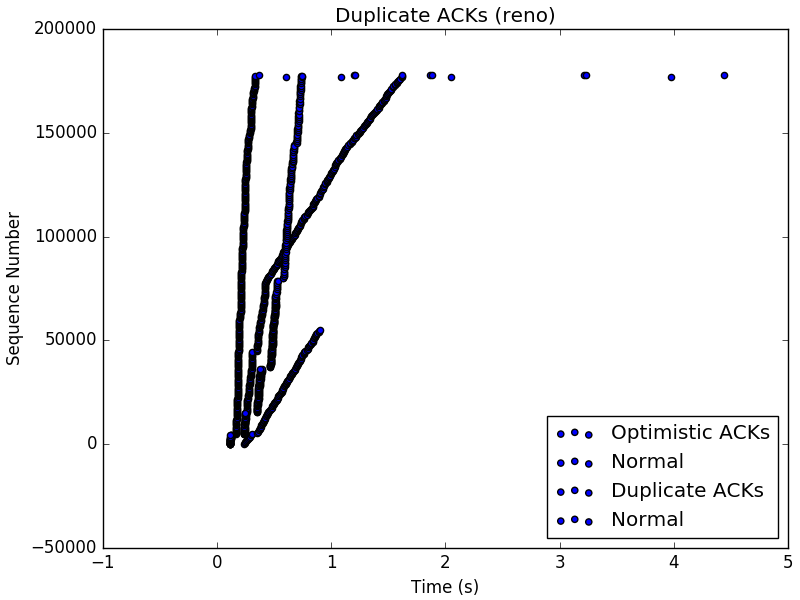 Duplicate ACKs (reno)
200000
150000
100000
50000
0
−50000
Sequence Number
−1
0
1
2
3
4
5
Time (s)
Optimistic ACKs
Normal
Duplicate ACKs
Normal